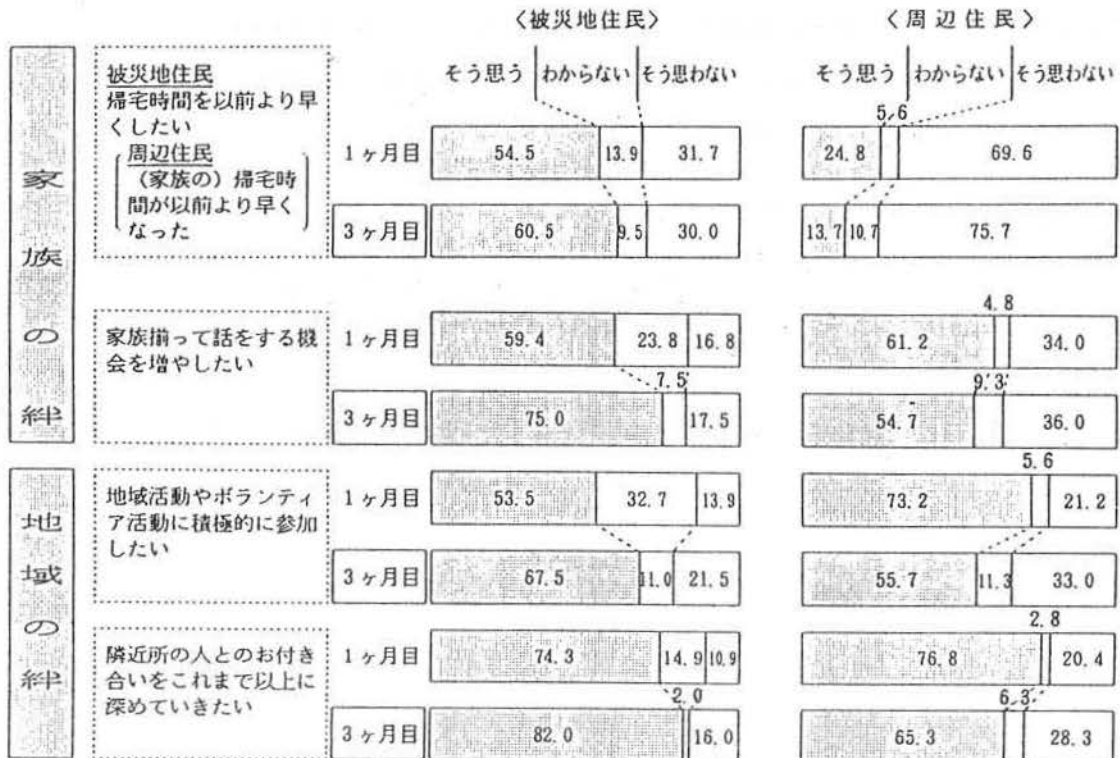 〈被災地住民〉 〈周辺住民〉
そう思う わからない そう思わない そう思う わからない そう思わない
家族の絆
被災地住民
帰宅時間を以前より早
くしたい
周辺住民
(家族の)帰宅時
間が以前より早く
なった
1ヶ月目 54.5 13.9 31.7 24.8 5.6 69.6
3ヶ月目 60.5 9.5 30.0 13.7 10.7 75.7
家族揃って話をする機
会を増やしたい
1ヶ月目 59.4 23.8 16.8 61.2 4.8 34.0
3ヶ月目 75.0 7.5 17.5 54.7 9.3 36.0
地域の絆
地域活動やボランティ
ア活動に積極的に参加
したい
1ヶ月目 53.5 32.7 13.9 73.2 5.6 21.2
3ヶ月目 67.5 11.0 21.5 55.7 11.3 33.0
隣近所の人とのお付き
合いをこれまで以上に
深めていきたい
1ヶ月目 74.3 14.9 10.9 76.8 2.8 20.4
3ヶ月目 82.0 2.0 16.0 65.3 6.3 28.3